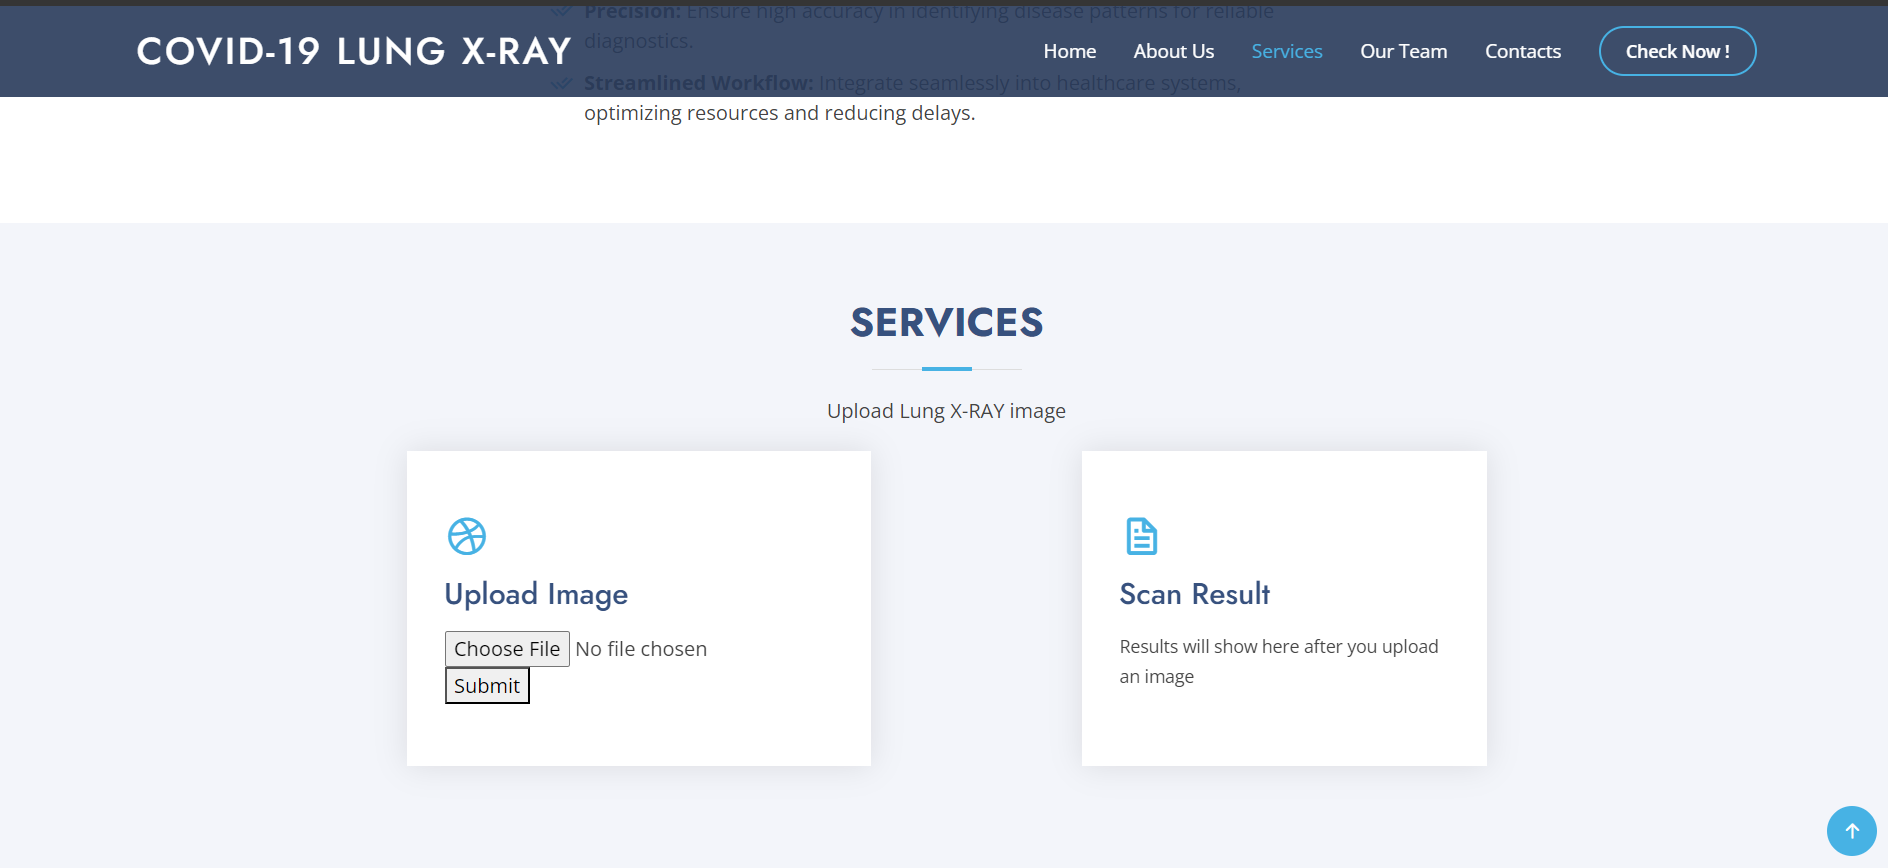 Precision: Ensure high accuracy in identifying disease patterns for reliable
diagnostics.
COVID-19 LUNG X-RAY
Home
About Us
Services
Our Team
Contacts
Check Now !
Streamlined Workflow: Integrate seamlessly into healthcare systems,
optimizing resources and reducing delays.
SERVICES
Upload Lung X-RAY image
Upload Image
Choose File No file chosen
Submit
Scan Result
Results will show here after you upload
an image